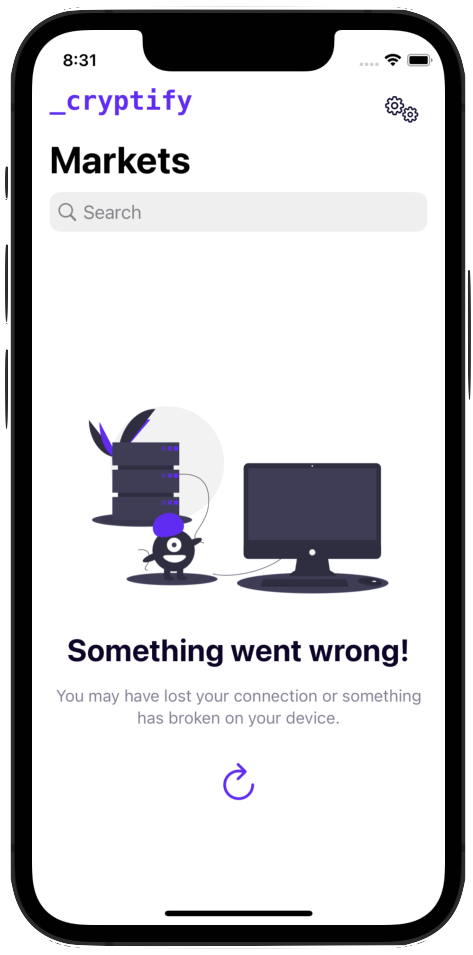 8:31
_cryptify
Markets
Search
Something went wrong!
You may have lost your connection or something
has broken on your device.